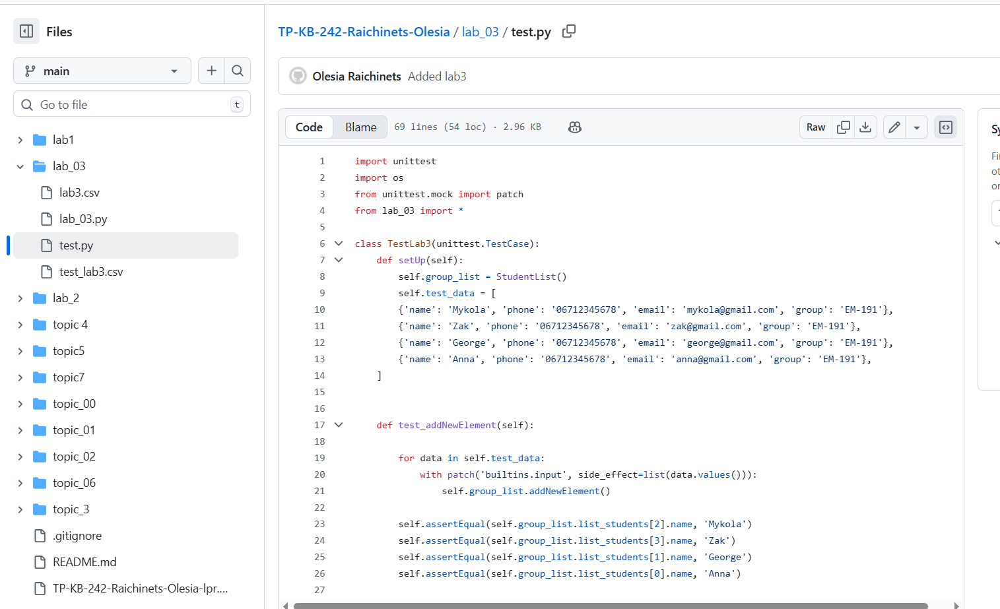 Files
main
Go to file
t
lab1
lab_03
lab3.csv
lab_03.py
test.py
test_lab3.csv
lab_2
topic 4
topic5
topic7
topic_00
topic_01
topic_02
topic_06
topic_3
.gitignore
README.md
TP-KB-242-Raichinets-Olesia-lpr....
TP-KB-242-Raichinets-Olesia / lab_03 / test.py
Olesia Raichinets Added lab3
Code Blame 69 lines (54 loc) · 2.96 KB Raw
1 import unittest
2 import os
3 from unittest.mock import patch
4 from lab_03 import *
5
6 class TestLab3(unittest.TestCase):
7     def setUp(self):
8         self.group_list = StudentList()
9         self.test_data = [
10         {'name': 'Mykola', 'phone': '06712345678', 'email': 'mykola@gmail.com', 'group': 'EM-191'},
11         {'name': 'Zak', 'phone': '06712345678', 'email': 'zak@gmail.com', 'group': 'EM-191'},
12         {'name': 'George', 'phone': '06712345678', 'email': 'george@gmail.com', 'group': 'EM-191'},
13         {'name': 'Anna', 'phone': '06712345678', 'email': 'anna@gmail.com', 'group': 'EM-191'},
14     ]
15
16
17     def test_addNewElement(self):
18
19         for data in self.test_data:
20             with patch('builtins.input', side_effect=list(data.values())):
21                 self.group_list.addNewElement()
22
23         self.assertEqual(self.group_list.list_students[2].name, 'Mykola')
24         self.assertEqual(self.group_list.list_students[3].name, 'Zak')
25         self.assertEqual(self.group_list.list_students[1].name, 'George')
26         self.assertEqual(self.group_list.list_students[0].name, 'Anna')
27